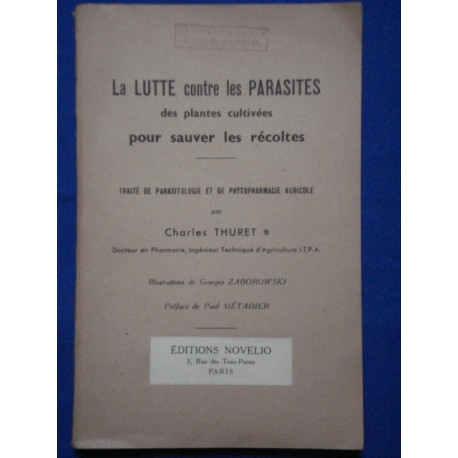 La LUTTE contre les PARASITES
des plantes cultivées
pour sauver les récoltes
TRAITÉ DE PARASITOLOGIE ET DE PHYTOPHARMACIE AGRICOLE
par
Charles THURET
Docteur en Pharmacie, Ingénieur Technique d'Agriculture I.T.P.A.
Illustrations de Georges ZABOROWSKI
Préface de Paul MÉTADIER
ÉDITIONS NOVELIO
Rue des Trois-Portes
PARIS